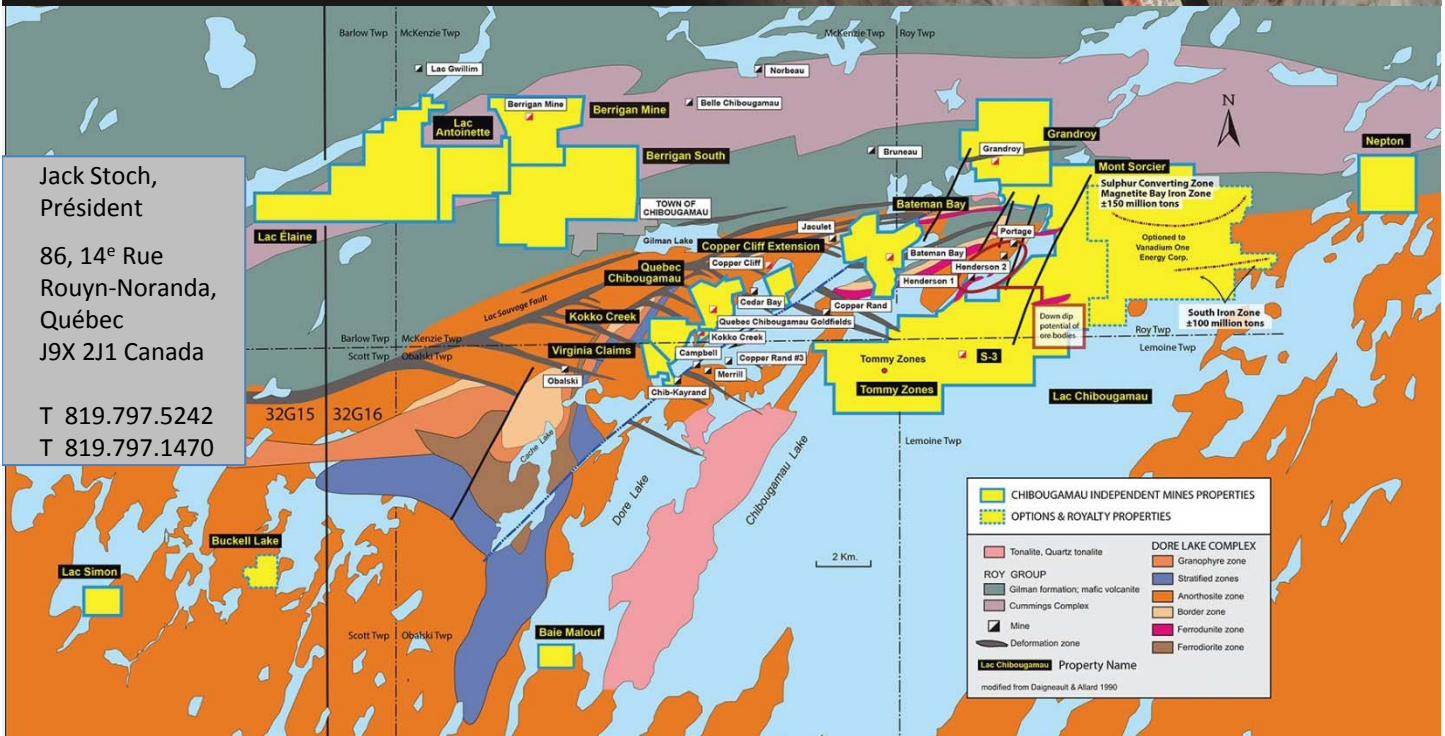 Barlow Twp
McKenzie Twp
McKenzie Twp
Roy Twp
Lac Gwillim
Norbeau
Berrigan Mine
Berrigan Mine
Belle Chibougamau
Lac
Antoinette
Grandroy
Grandroy
Nepton
Bruneau
Berrigan South
Mont Sorcier
Sulphur Converting Zone
Magnetite Bay Iron Zone
±150 million tons
N
Jack Stoch,
Président
86, 14e Rue
Rouyn-Noranda,
Québec
J9X 2J1 Canada
T 819.797.5242
T 819.797.1470
TOWN OF
CHIBOUGAMAU
Bateman Bay
Lac Élaine
Jaculet
Portage
Gilman Lake
Copper Cliff Extension
Optioned to
Vanadium One
Energy Corp.
Copper Cliff
Bateman Bay
Quebec
Chibougamau
Henderson 2
Henderson 1
Cedar Bay
Lac Sauvage Fault
Copper Rand
Kokko Creek
Quebec Chibougamau Goldfields
Down dip
potential of
ore bodies
South Iron Zone
±100 million tons
Kokko Creek
Barlow Twp
McKenzie Twp
Roy Twp
Scott Twp
Obalski Twp
Virginia Claims
Campbell
Copper Rand #3
Lemoine Twp
Tommy Zones
S-3
Obalski
Merrill
Chib-Kayrand
Tommy Zones
Lac Chibougamau
32G15
32G16
Lemoine Twp
Cache Lake
Dore Lake
Chibougamau Lake
Buckell Lake
Lac Simon
2 Km.
Scott Twp
Obalski Twp
Baie Malouf
CHIBOUGAMAU INDEPENDENT MINES PROPERTIES
OPTIONS & ROYALTY PROPERTIES
Tonalite, Quartz tonalite
ROY GROUP
Gilman formation; mafic volcanite
Cummings Complex
Mine
Deformation zone
Lac Chibougamau Property Name
modified from Daigneault & Allard 1990
DORE LAKE COMPLEX
Granophyre zone
Stratified zones
Anorthosite zone
Border zone
Ferrodunite zone
Ferrodiorite zone